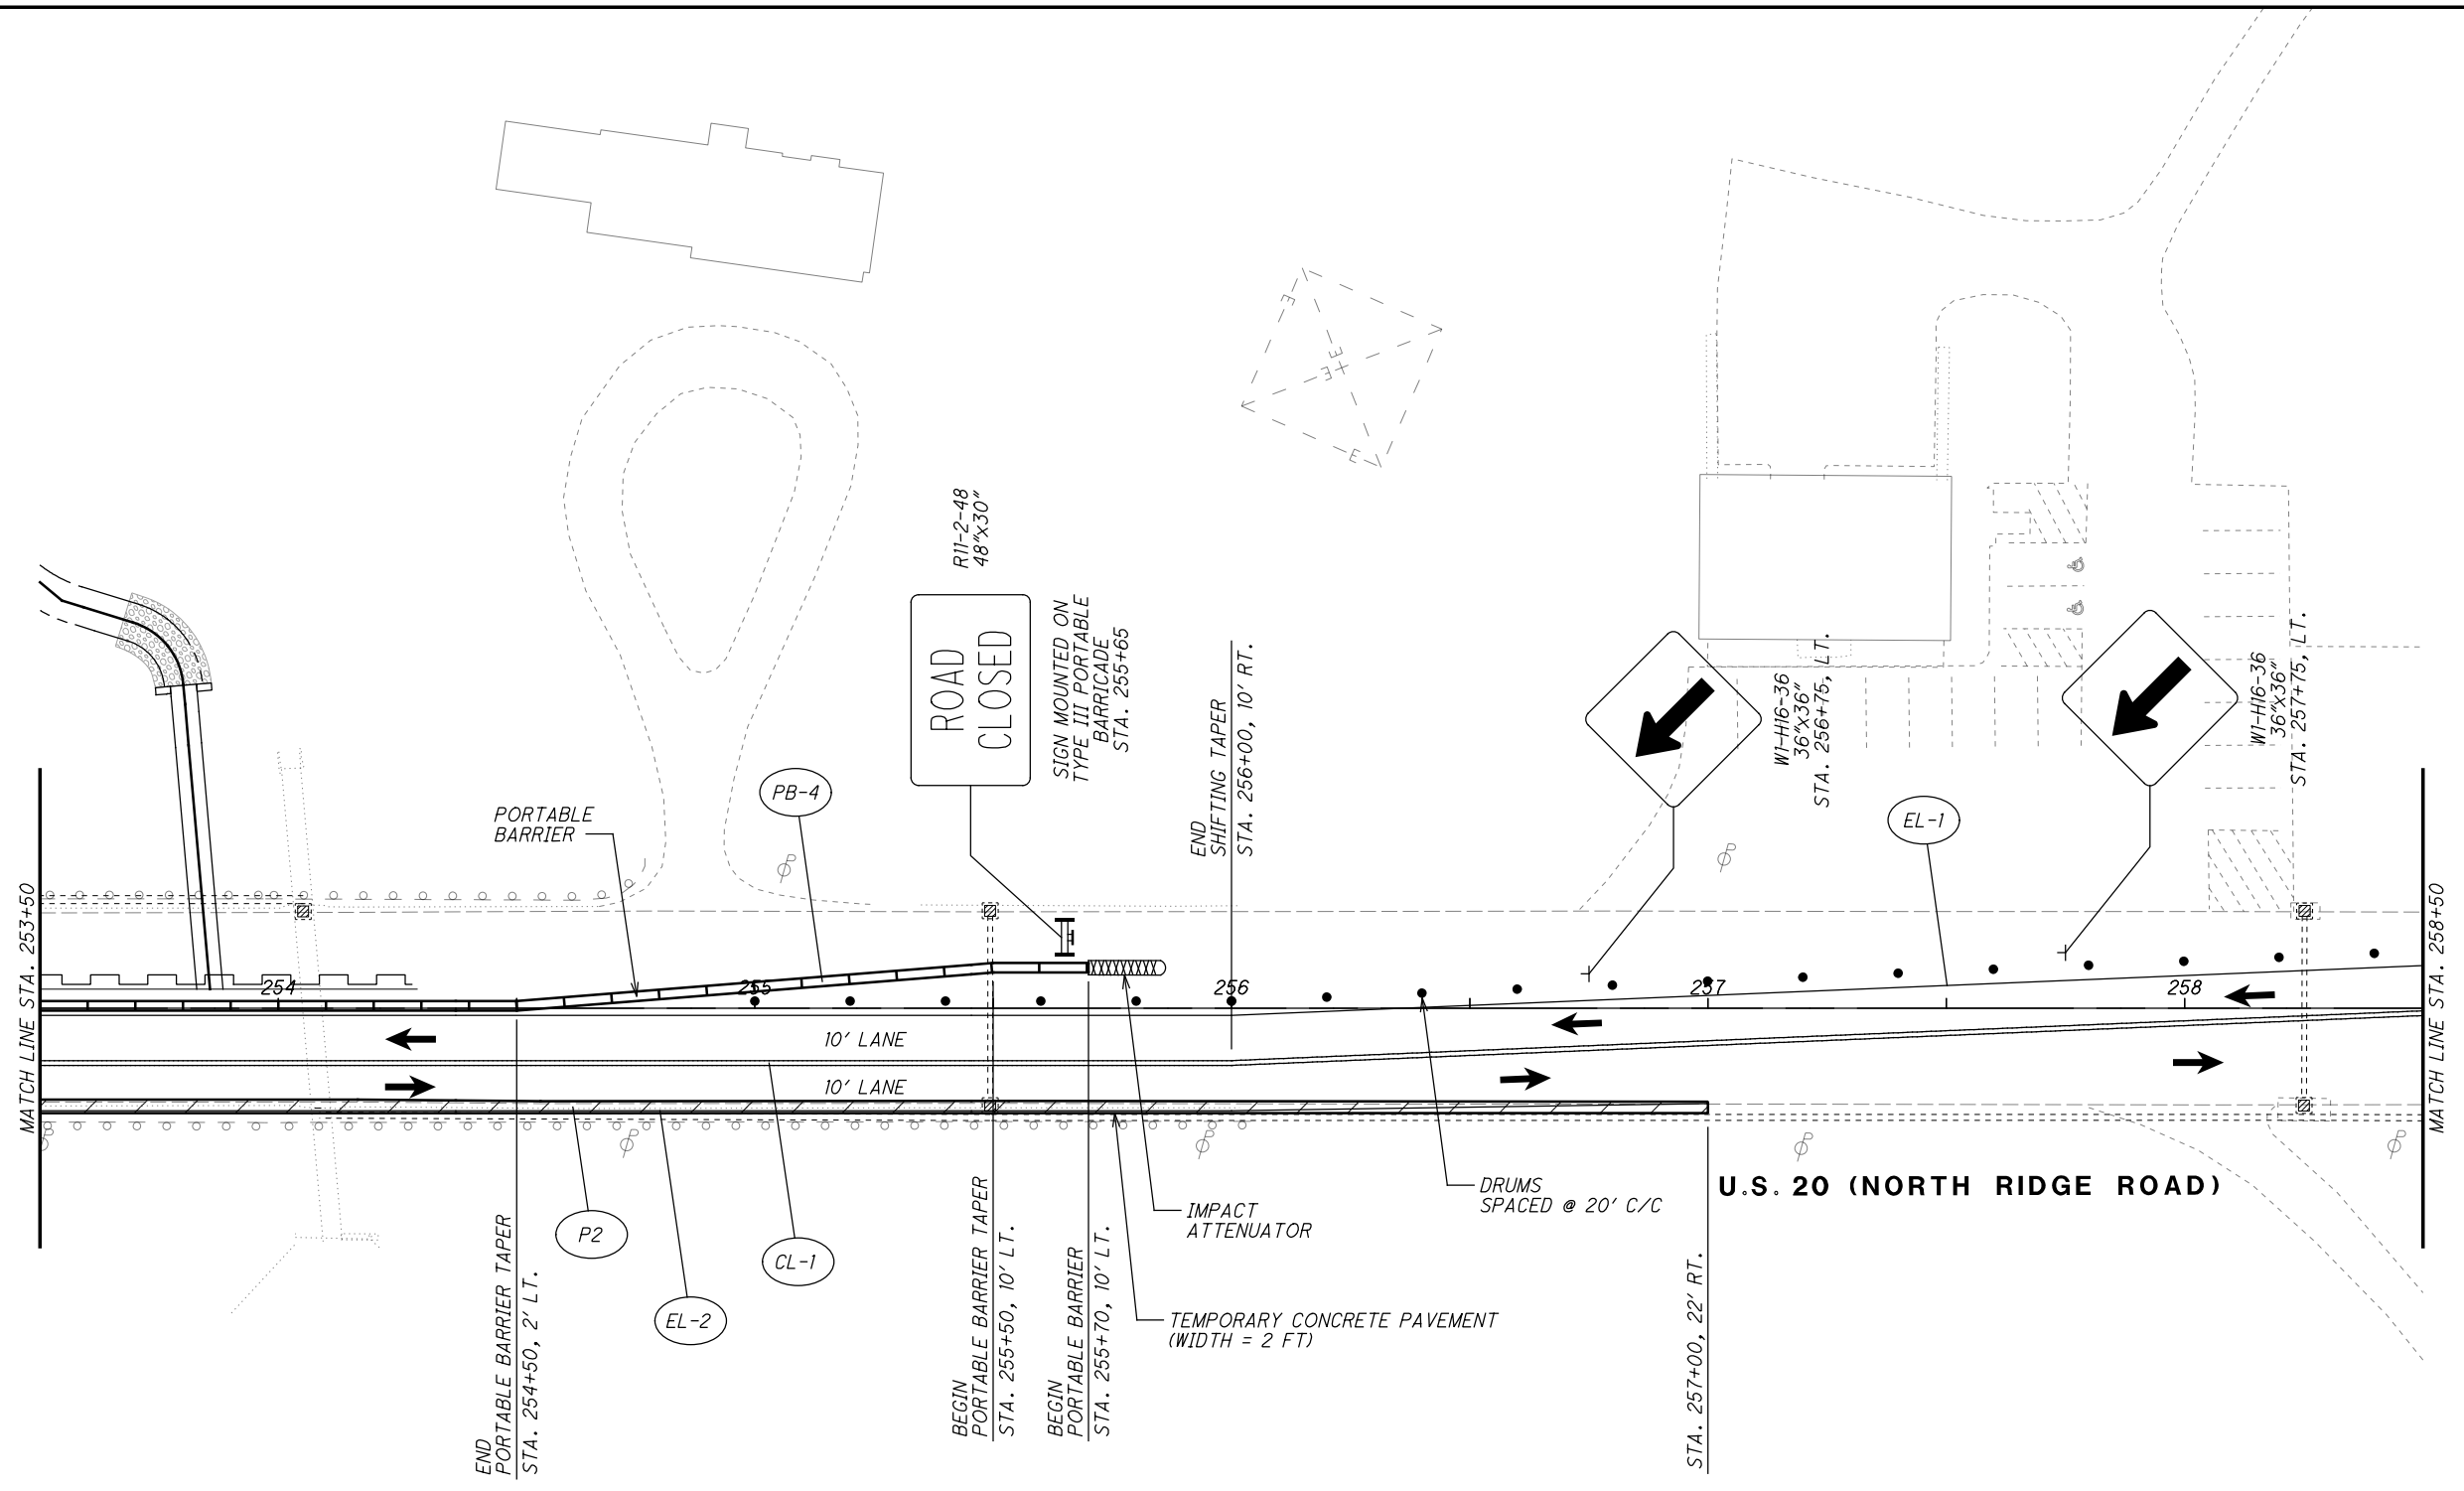 R11-2-48
48"x30"
ROAD
CLOSED
SIGN MOUNTED ON
TYPE III PORTABLE
BARRICADE
STA. 255+65
END
SHIFTING TAPER
STA. 256+00, 10' RT.
W1-H16-36
36"x36"
STA. 256+75, LT.
W1-H16-36
36"x36"
STA. 257+75, LT.
E
E
E
E
PORTABLE
BARRIER
PB-4
EL-1
MATCH LINE STA. 253+50
MATCH LINE STA. 258+50
254
255
256
257
258
10' LANE
10' LANE
P2
CL-1
EL-2
END
PORTABLE BARRIER TAPER
STA. 254+50, 2' LT.
BEGIN
PORTABLE BARRIER TAPER
STA. 255+50, 10' LT.
BEGIN
PORTABLE BARRIER
STA. 255+70, 10' LT.
IMPACT
ATTENUATOR
TEMPORARY CONCRETE PAVEMENT
(WIDTH = 2 FT)
DRUMS
SPACED @ 20' C/C
STA. 257+00, 22' RT.
U.S. 20 (NORTH RIDGE ROAD)